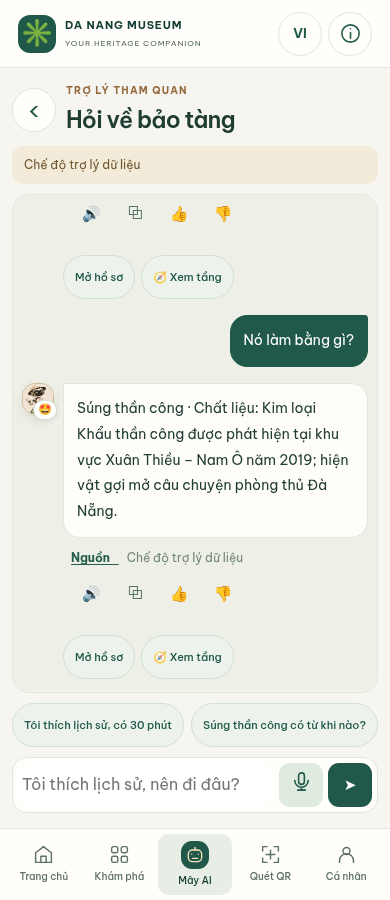 DA NANG MUSEUM
YOUR HERITAGE COMPANION
VI
TRỢ LÝ THAM QUAN
Hỏi về bảo tàng
Chế độ trợ lý dữ liệu
Mở hồ sơ
Xem tầng
Nó làm bằng gì?
Súng thần công · Chất liệu: Kim loại
Khẩu thần công được phát hiện tại khu
vực Xuân Thiều – Nam Ô năm 2019; hiện
vật gợi mở câu chuyện phòng thủ Đà
Nẵng.
Nguồn Chế độ trợ lý dữ liệu
Mở hồ sơ
Xem tầng
Tôi thích lịch sử, có 30 phút
Súng thần công có từ khi nào?
Tôi thích lịch sử, nên đi đâu?
Trang chủ
Khám phá
Mây AI
Quét QR
Cá nhân